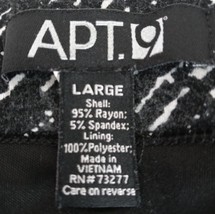 APT.9
LARGE
Shell:
95% Rayon;
5% Spandex;
Lining:
100%Polyester;
Made in
VIETNAM
RN#73277
Care on reverse